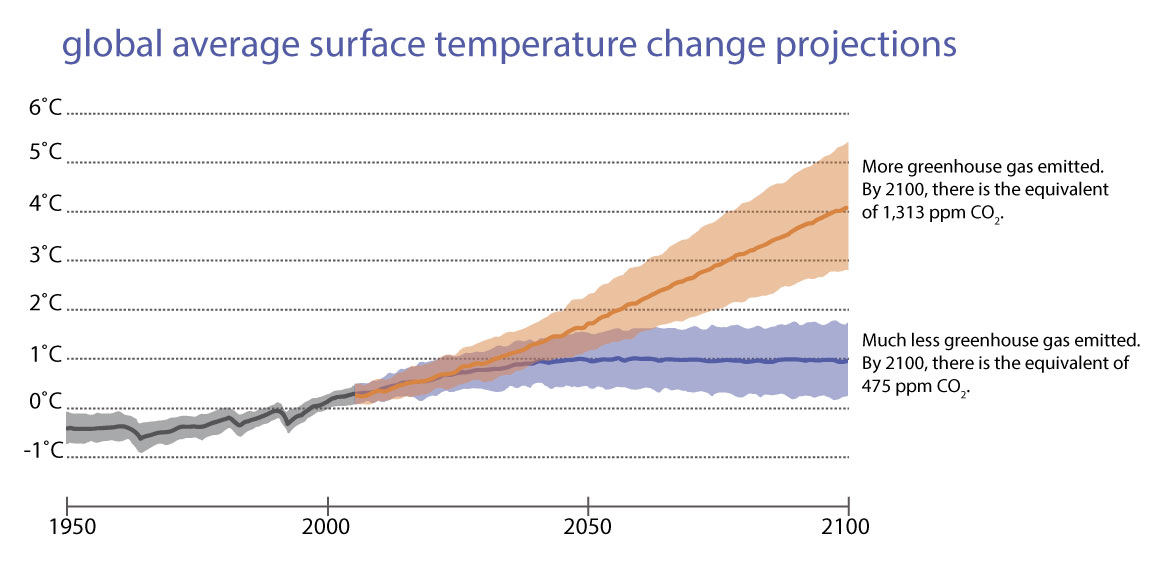 global average surface temperature change projections
6˚C
5˚C
4˚C
3˚C
2˚C
1˚C
0˚C
-1˚C
More greenhouse gas emitted.
By 2100, there is the equivalent
of 1,313 ppm CO₂.
Much less greenhouse gas emitted.
By 2100, there is the equivalent of
475 ppm CO₂.
1950 2000 2050 2100